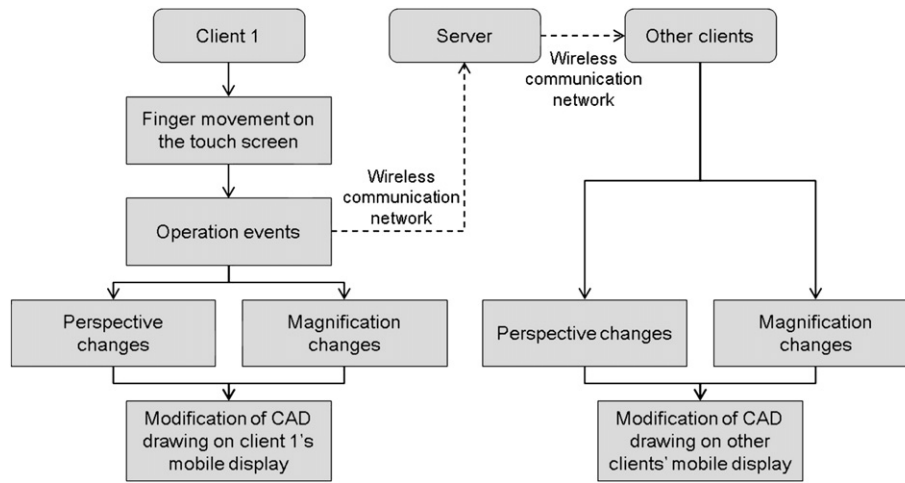 Client 1
Server
Other clients
Wireless
communication
network
Finger movement on
the touch screen
Wireless
communication
network
Operation events
Perspective
changes
Magnification
changes
Perspective changes
Magnification
changes
Modification of CAD
drawing on client 1's
mobile display
Modification of CAD
drawing on other
clients' mobile display